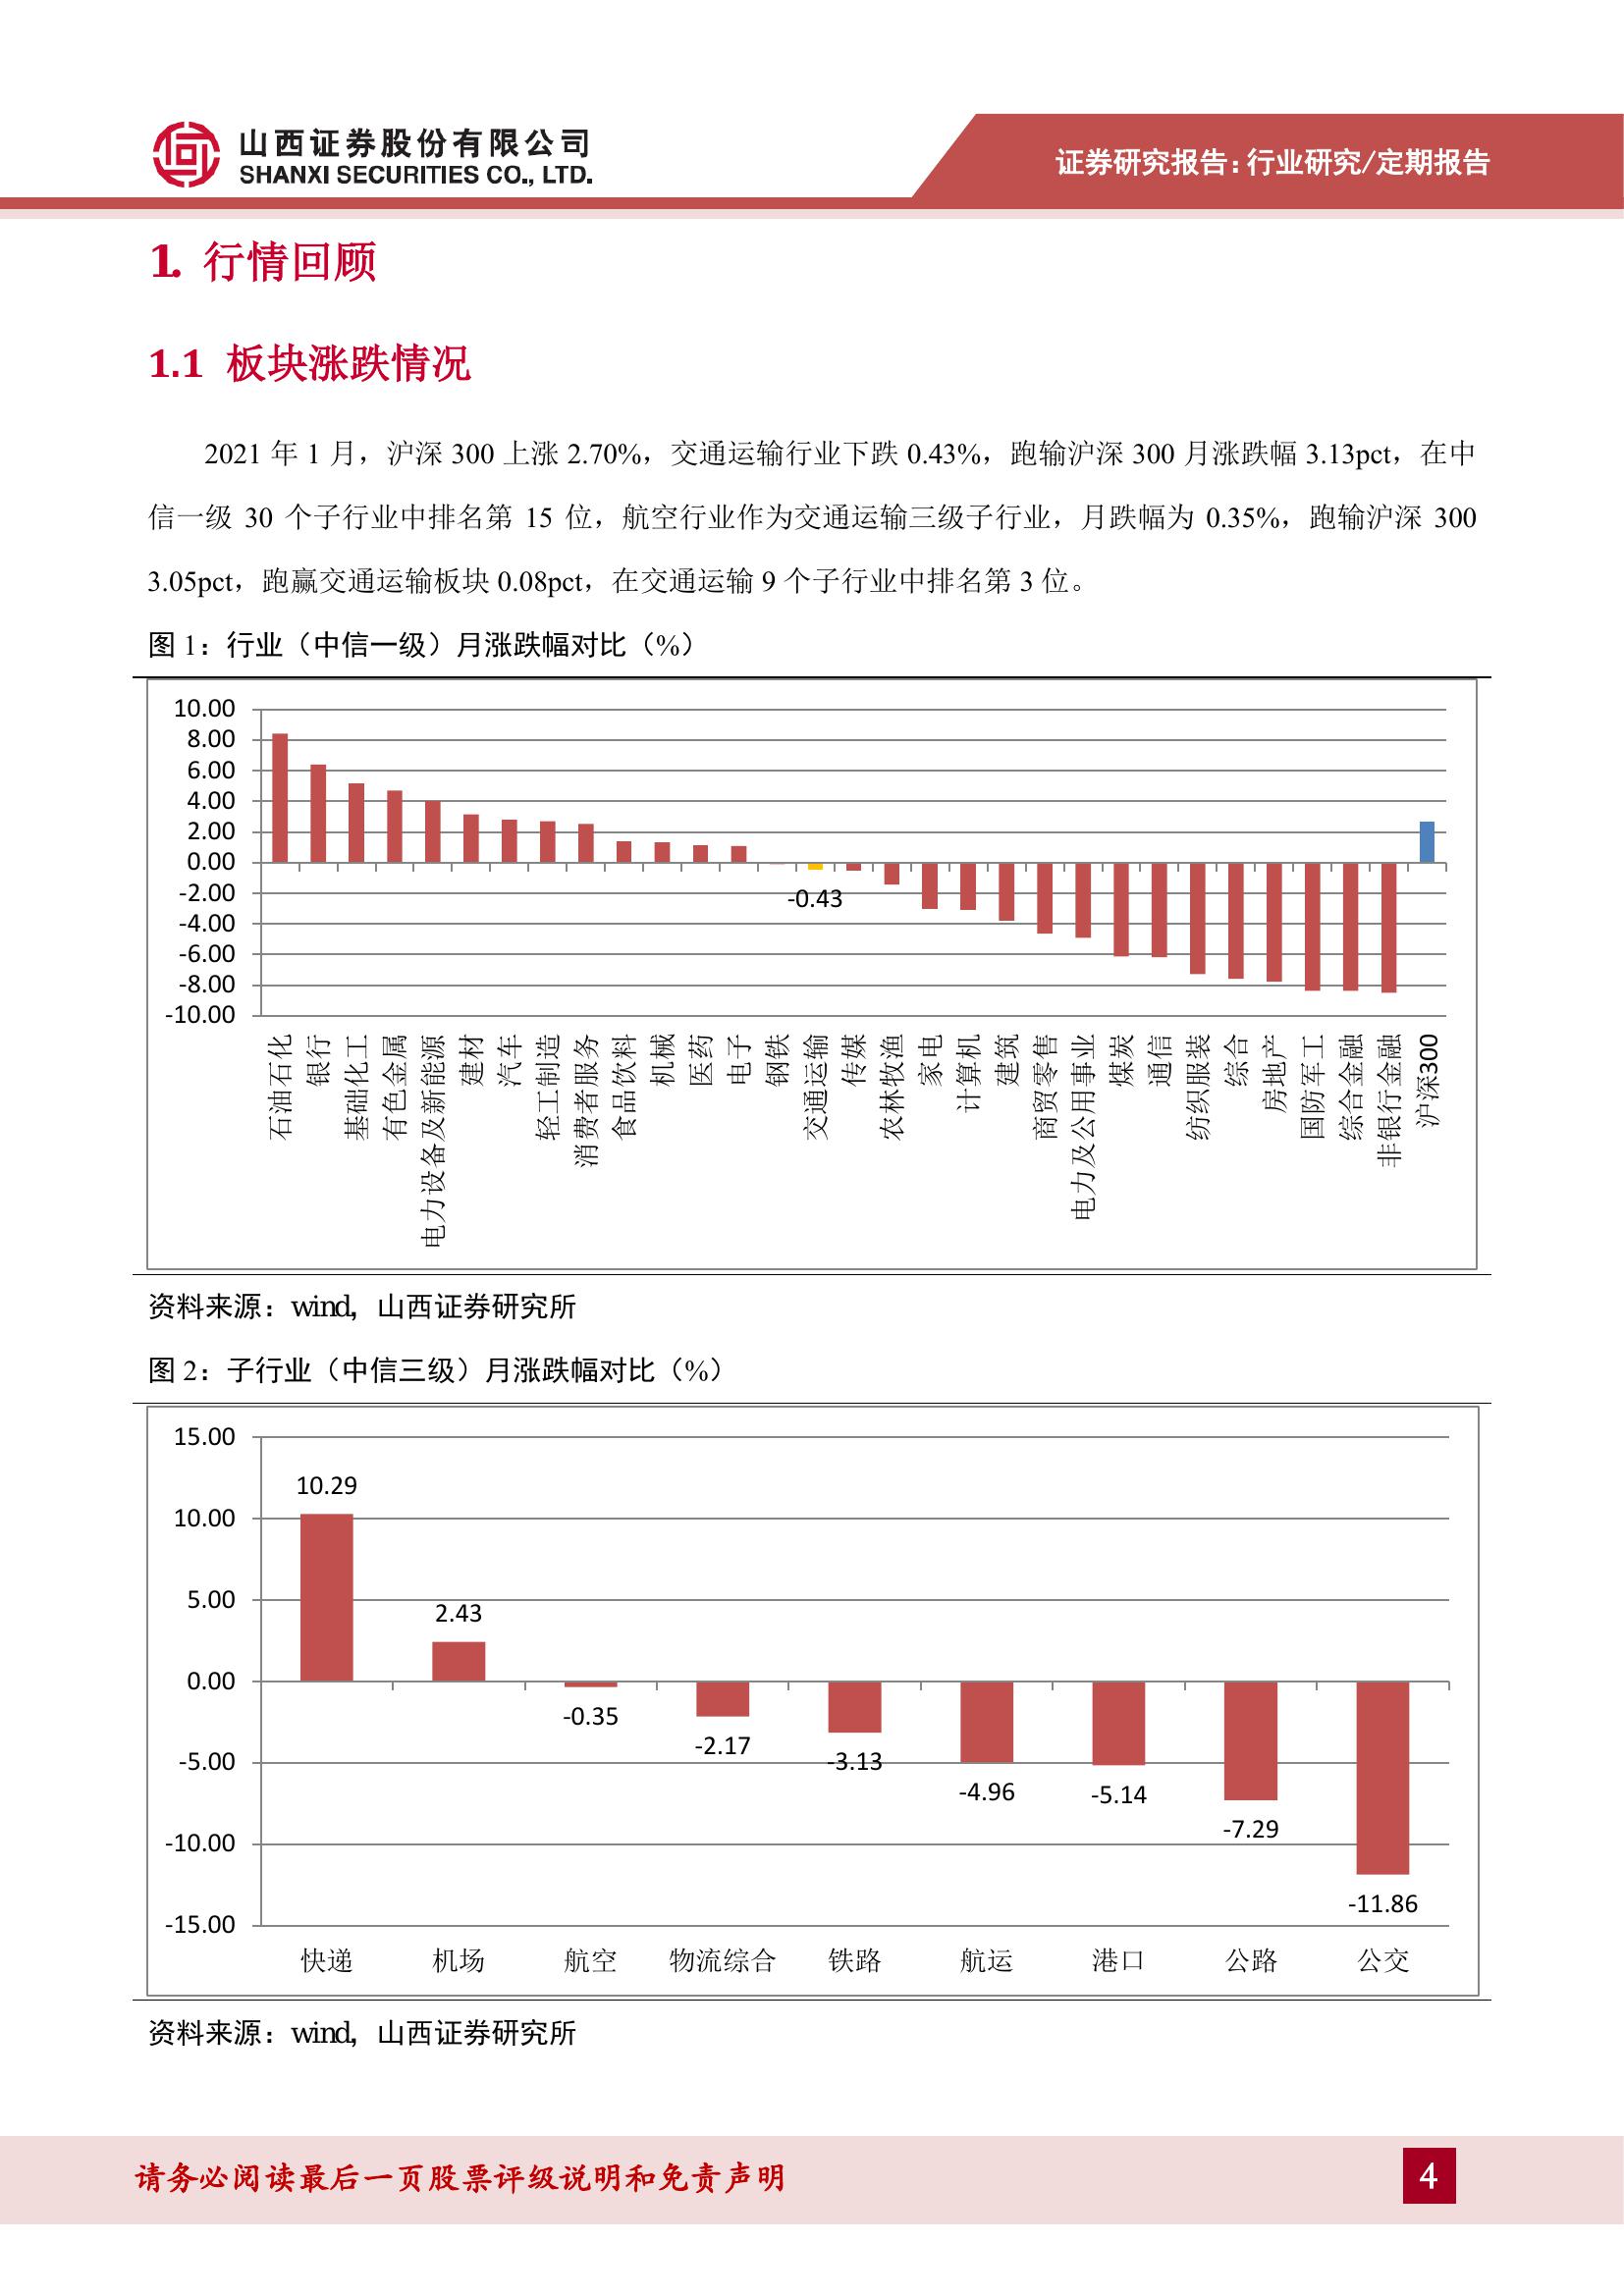 山西证券股份有限公司
SHANXI SECURITIES CO., LTD.
证券研究报告:行业研究/定期报告
1. 行情回顾
1.1 板块涨跌情况
2021 年 1 月，沪深 300 上涨 2.70%，交通运输行业下跌 0.43%，跑输沪深 300 月涨跌幅 3.13pct，在中
信一级 30 个子行业中排名第 15 位，航空行业作为交通运输三级子行业，月跌幅为 0.35%，跑输沪深 300
3.05pct，跑赢交通运输板块 0.08pct，在交通运输 9 个子行业中排名第 3 位。
图 1：行业（中信一级）月涨跌幅对比（%）
10.00
8.00
6.00
4.00
2.00
0.00
-2.00
-4.00
-6.00
-8.00
-10.00
-0.43
石油石化
银行
基础化工
有色金属
电力设备及新能源
建材
汽车
轻工制造
消费者服务
食品饮料
机械
医药
电子
钢铁
交通运输
传媒
农林牧渔
家电
计算机
建筑
商贸零售
电力及公用事业
煤炭
通信
纺织服装
综合
房地产
国防军工
综合金融
非银行金融
沪深300
资料来源：wind，山西证券研究所
图 2：子行业（中信三级）月涨跌幅对比（%）
15.00
10.00
5.00
0.00
-5.00
-10.00
-15.00
10.29
2.43
-0.35
-2.17
-3.13
-4.96
-5.14
-7.29
-11.86
快递
机场
航空
物流综合
铁路
航运
港口
公路
公交
资料来源：wind，山西证券研究所
请务必阅读最后一页股票评级说明和免责声明
4